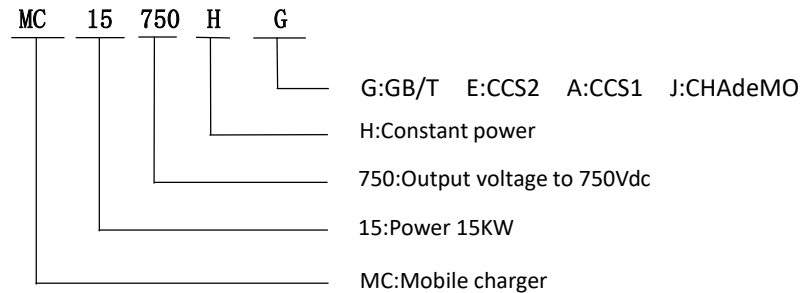 MC 15 750 H G
G:GB/T E:CCS2 A:CCS1 J:CHAdeMO
H:Constant power
750:Output voltage to 750Vdc
15:Power 15KW
MC:Mobile charger